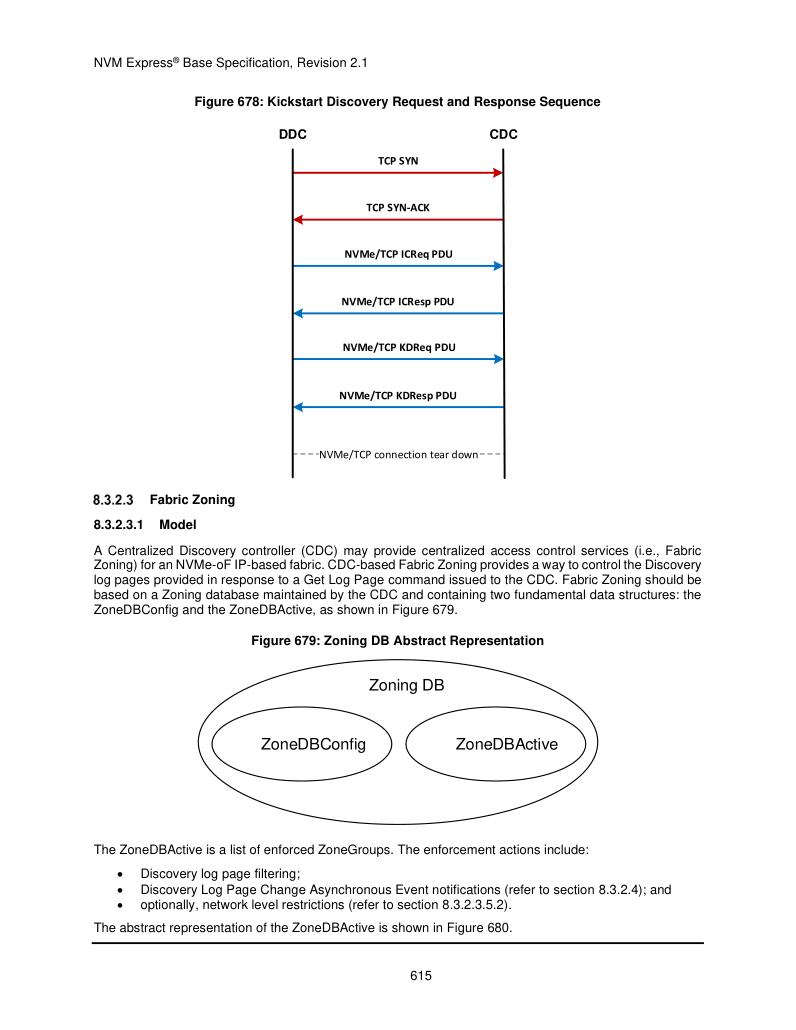 NVM Express® Base Specification, Revision 2.1
Figure 678: Kickstart Discovery Request and Response Sequence
DDC CDC
TCP SYN
TCP SYN-ACK
NVMe/TCP ICReq PDU
NVMe/TCP ICResp PDU
NVMe/TCP KDReq PDU
NVMe/TCP KDResp PDU
NVMe/TCP connection tear down
8.3.2.3 Fabric Zoning
8.3.2.3.1 Model
A Centralized Discovery controller (CDC) may provide centralized access control services (i.e., Fabric
Zoning) for an NVMe-oF IP-based fabric. CDC-based Fabric Zoning provides a way to control the Discovery
log pages provided in response to a Get Log Page command issued to the CDC. Fabric Zoning should be
based on a Zoning database maintained by the CDC and containing two fundamental data structures: the
ZoneDBConfig and the ZoneDBActive, as shown in Figure 679.
Figure 679: Zoning DB Abstract Representation
Zoning DB
ZoneDBConfig ZoneDBActive
The ZoneDBActive is a list of enforced ZoneGroups. The enforcement actions include:
• Discovery log page filtering;
• Discovery Log Page Change Asynchronous Event notifications (refer to section 8.3.2.4); and
• optionally, network level restrictions (refer to section 8.3.2.3.5.2).
The abstract representation of the ZoneDBActive is shown in Figure 680.
615